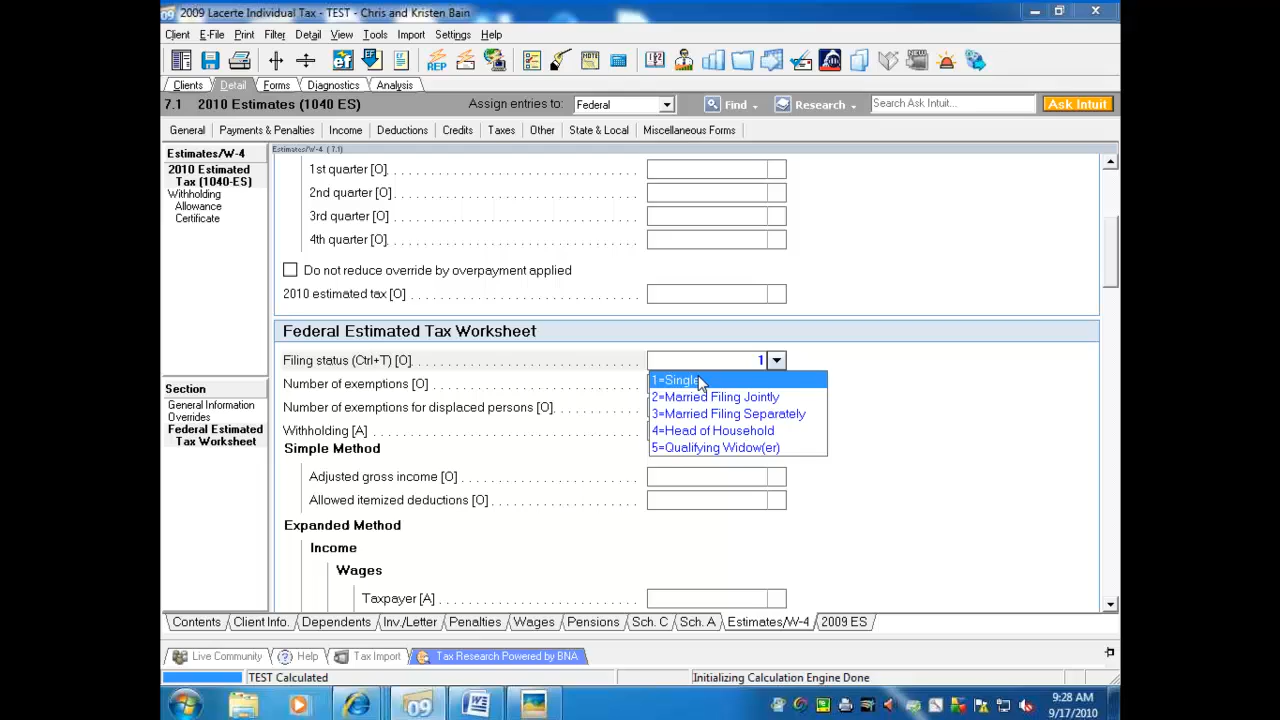 2009 Lacerte Individual Tax - TEST - Chris and Kristen Bain
Client E-File Print Filter Detail View Tools Import Settings Help
REP
Clients Detail Forms Diagnostics Analysis
7.1 2010 Estimates (1040 ES) Assign entries to: Federal Find Research Search Ask Intuit... Ask Intuit
General Payments & Penalties Income Deductions Credits Taxes Other State & Local Miscellaneous Forms
Estimates/W-4
2010 Estimated
Tax (1040-ES)
Withholding
Allowance
Certificate
Section
General Information
Overrides
Federal Estimated
Tax Worksheet
Estimates/W-4 (7.1)
1st quarter [O]
2nd quarter [O]
3rd quarter [O]
4th quarter [O]
Do not reduce override by overpayment applied
2010 estimated tax [O]
Federal Estimated Tax Worksheet
Filing status (Ctrl+T) [O] 1
1=Single
2=Married Filing Jointly
3=Married Filing Separately
4=Head of Household
5=Qualifying Widow(er)
Number of exemptions [O]
Number of exemptions for displaced persons [O]
Withholding [A]
Simple Method
Adjusted gross income [O]
Allowed itemized deductions [O]
Expanded Method
Income
Wages
Taxpayer [A]
Contents Client Info. Dependents Inv./Letter Penalties Wages Pensions Sch. C Sch. A Estimates/W-4 2009 ES
Live Community Help Tax Import Tax Research Powered by BNA
TEST Calculated Initializing Calculation Engine Done
09
9:28 AM
9/17/2010